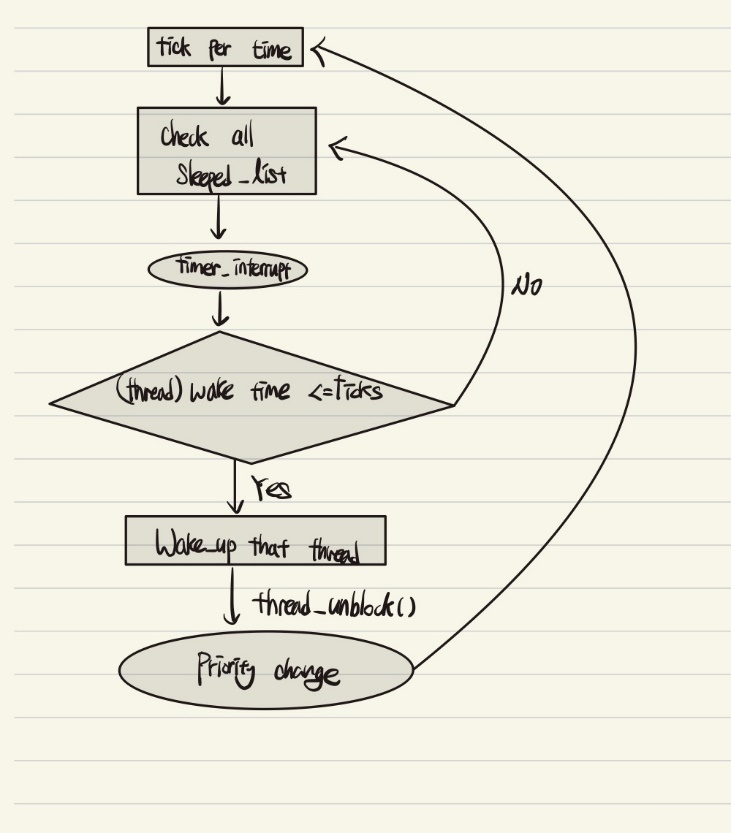 tick per time
check all
sleeped_list
timer_interrupt
No
(thread) wake time <=ticks
Yes
Wake_up that thread
thread_unblock()
Priority change